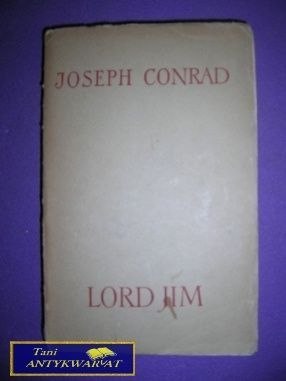 JOSEPH CONRAD
LORD JIM
Tani
ANTYKWARIAT